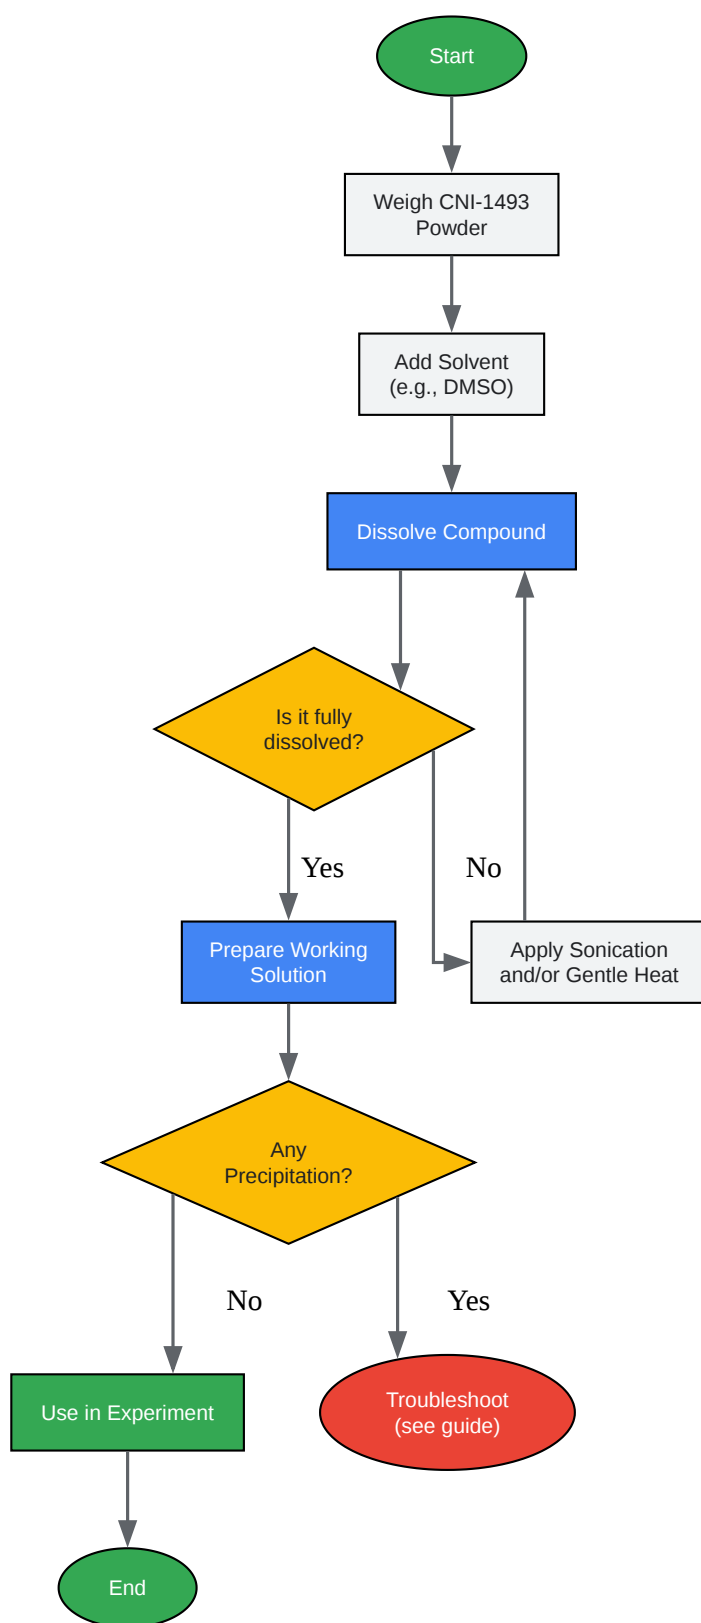 Start
Weigh CNI-1493
Powder
Add Solvent
(e.g., DMSO)
Dissolve Compound
Is it fully
dissolved?
Yes
No
Prepare Working
Solution
Apply Sonication
and/or Gentle Heat
Any
Precipitation?
No
Yes
Use in Experiment
Troubleshoot
(see guide)
End